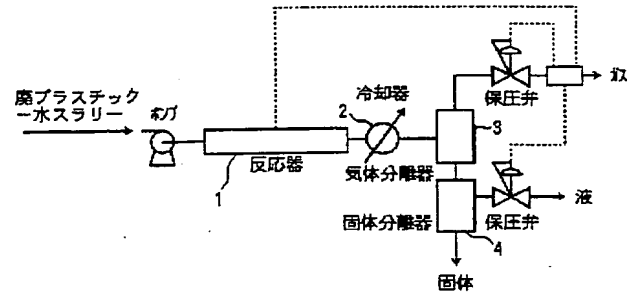 廃プラスチック
ー水スラリー
ポンプ
反応器
1
2
冷却器
気体分離器
3
保圧弁
ガス
固体分離器
4
保圧弁
液
固体